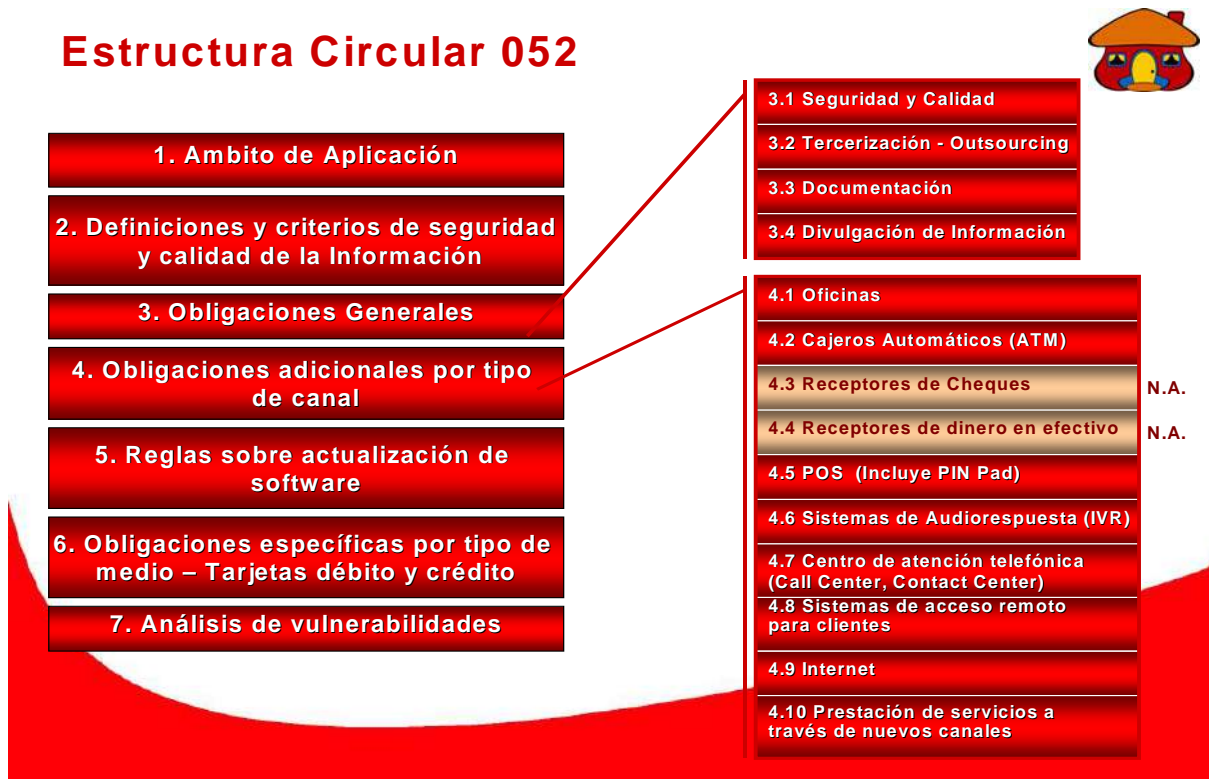 Estructura Circular 052
1. Ambito de Aplicación
2. Definiciones y criterios de seguridad
y calidad de la Información
3. Obligaciones Generales
4. Obligaciones adicionales por tipo
de canal
5. Reglas sobre actualización de
software
6. Obligaciones específicas por tipo de
medio – Tarjetas débito y crédito
7. Análisis de vulnerabilidades
3.1 Seguridad y Calidad
3.2 Tercerización - Outsourcing
3.3 Documentación
3.4 Divulgación de Información
4.1 Oficinas
4.2 Cajeros Automáticos (ATM)
4.3 Receptores de Cheques
N.A.
4.4 Receptores de dinero en efectivo
N.A.
4.5 POS (Incluye PIN Pad)
4.6 Sistemas de Audiorespuesta (IVR)
4.7 Centro de atención telefónica
(Call Center, Contact Center)
4.8 Sistemas de acceso remoto
para clientes
4.9 Internet
4.10 Prestación de servicios a
través de nuevos canales